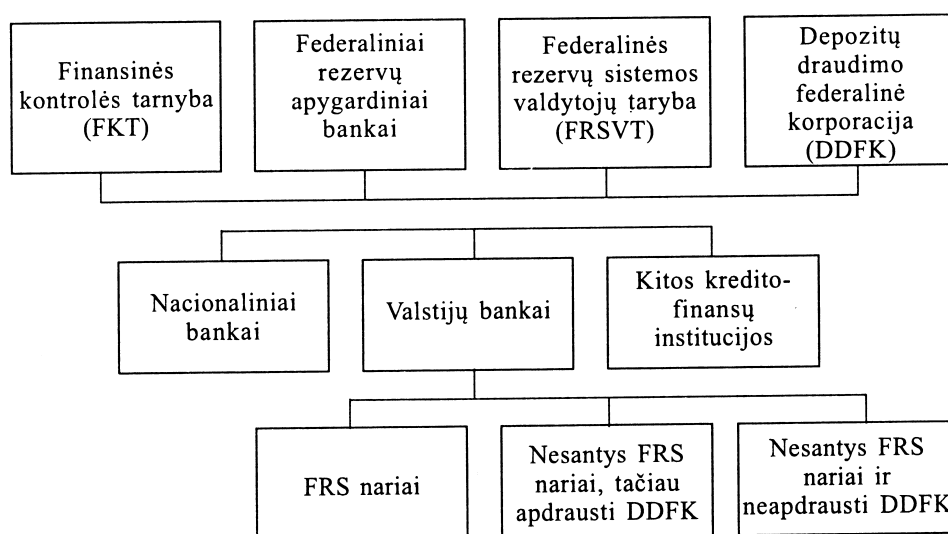 Finansinės
kontrolės tarnyba
(FKT)
Federaliniai
rezervų
apygardiniai
bankai
Federalinės
rezervų sistemos
valdytojų taryba
(FRSVT)
Depozitų
draudimo
federalinė
korporacija
(DDFK)
Nacionaliniai
bankai
Valstijų bankai
Kitos kredito-
finansų
institucijos
FRS nariai
Nesantys FRS
nariai, tačiau
apdrausti DDFK
Nesantys FRS
nariai ir
neapdrausti DDFK